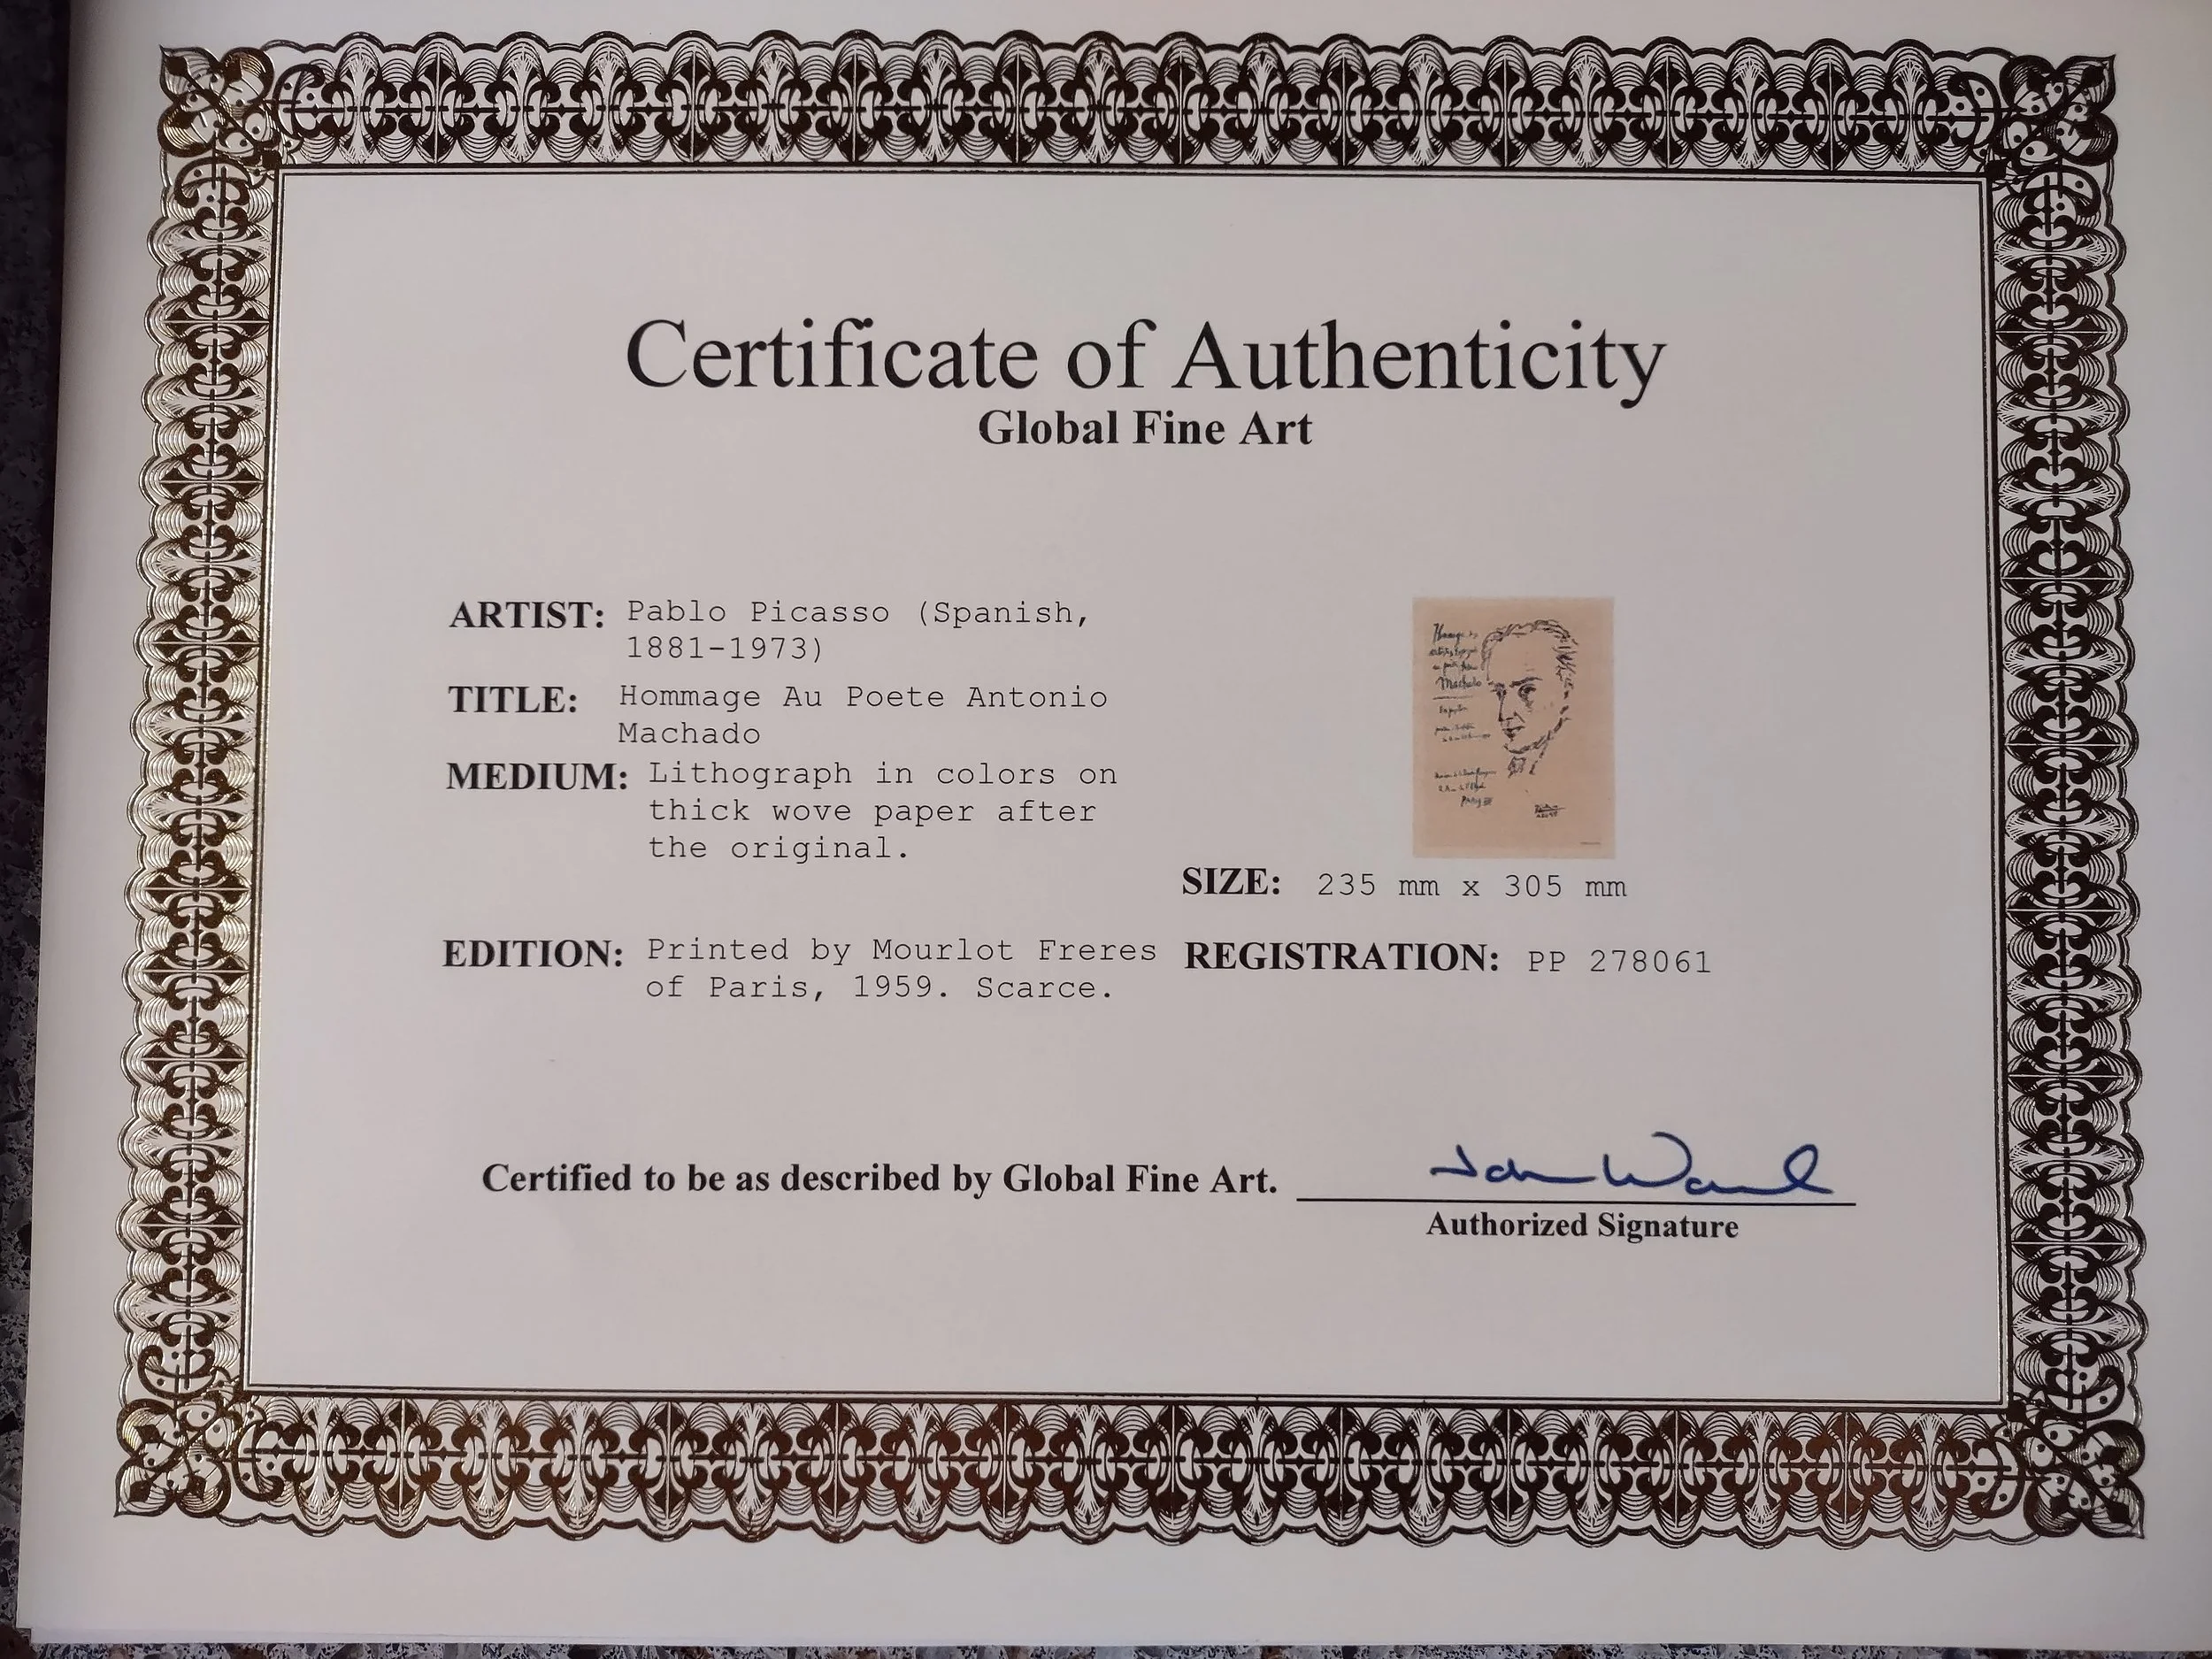 Certificate of Authenticity
Global Fine Art
ARTIST: Pablo Picasso (Spanish,
1881-1973)
TITLE: Hommage Au Poete Antonio
Machado
MEDIUM: Lithograph in colors on
thick wove paper after
the original.
EDITION: Printed by Mourlot Freres
of Paris, 1959. Scarce.
Machado
SIZE: 235 mm x 305 mm
REGISTRATION: PP 278061
Certified to be as described by Global Fine Art.
Authorized Signature